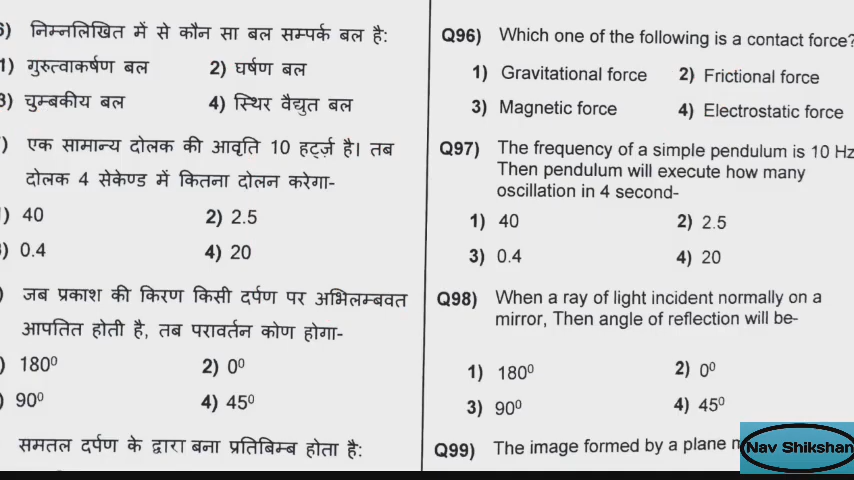 6) निम्नलिखित में से कौन सा बल सम्पर्क बल है:
1) गुरुत्वाकर्षण बल 2) घर्षण बल
3) चुम्बकीय बल 4) स्थिर वैद्युत बल
) एक सामान्य दोलक की आवृति 10 हर्ट्ज़ है। तब
दोलक 4 सेकेण्ड में कितना दोलन करेगा-
) 40 2) 2.5
) 0.4 4) 20
) जब प्रकाश की किरण किसी दर्पण पर अभिलम्बवत
आपतित होती है, तब परावर्तन कोण होगा-
) 180⁰ 2) 0⁰
) 90⁰ 4) 45⁰
समतल दर्पण के द्वारा बना प्रतिबिम्ब होता है:
Q96) Which one of the following is a contact force?
1) Gravitational force 2) Frictional force
3) Magnetic force 4) Electrostatic force
Q97) The frequency of a simple pendulum is 10 Hz
Then pendulum will execute how many
oscillation in 4 second-
1) 40 2) 2.5
3) 0.4 4) 20
Q98) When a ray of light incident normally on a
mirror, Then angle of reflection will be-
1) 180⁰ 2) 0⁰
3) 90⁰ 4) 45⁰
Q99) The image formed by a plane
Nav Shikshan